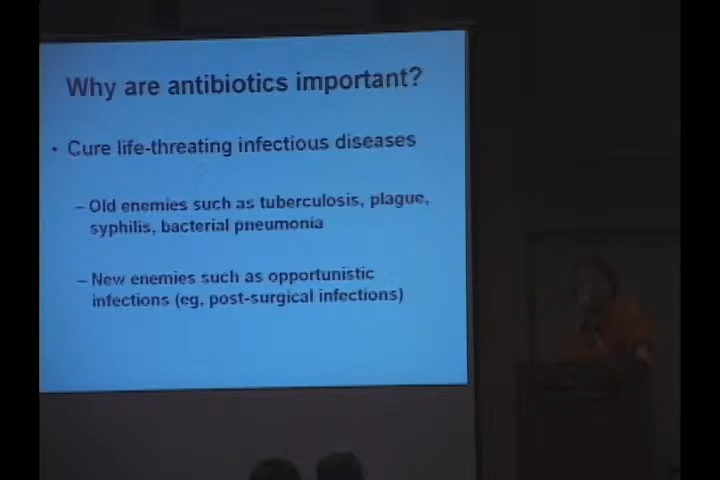 Why are antibiotics important?
• Cure life-threating infectious diseases
– Old enemies such as tuberculosis, plague,
syphilis, bacterial pneumonia
– New enemies such as opportunistic
infections (eg, post-surgical infections)